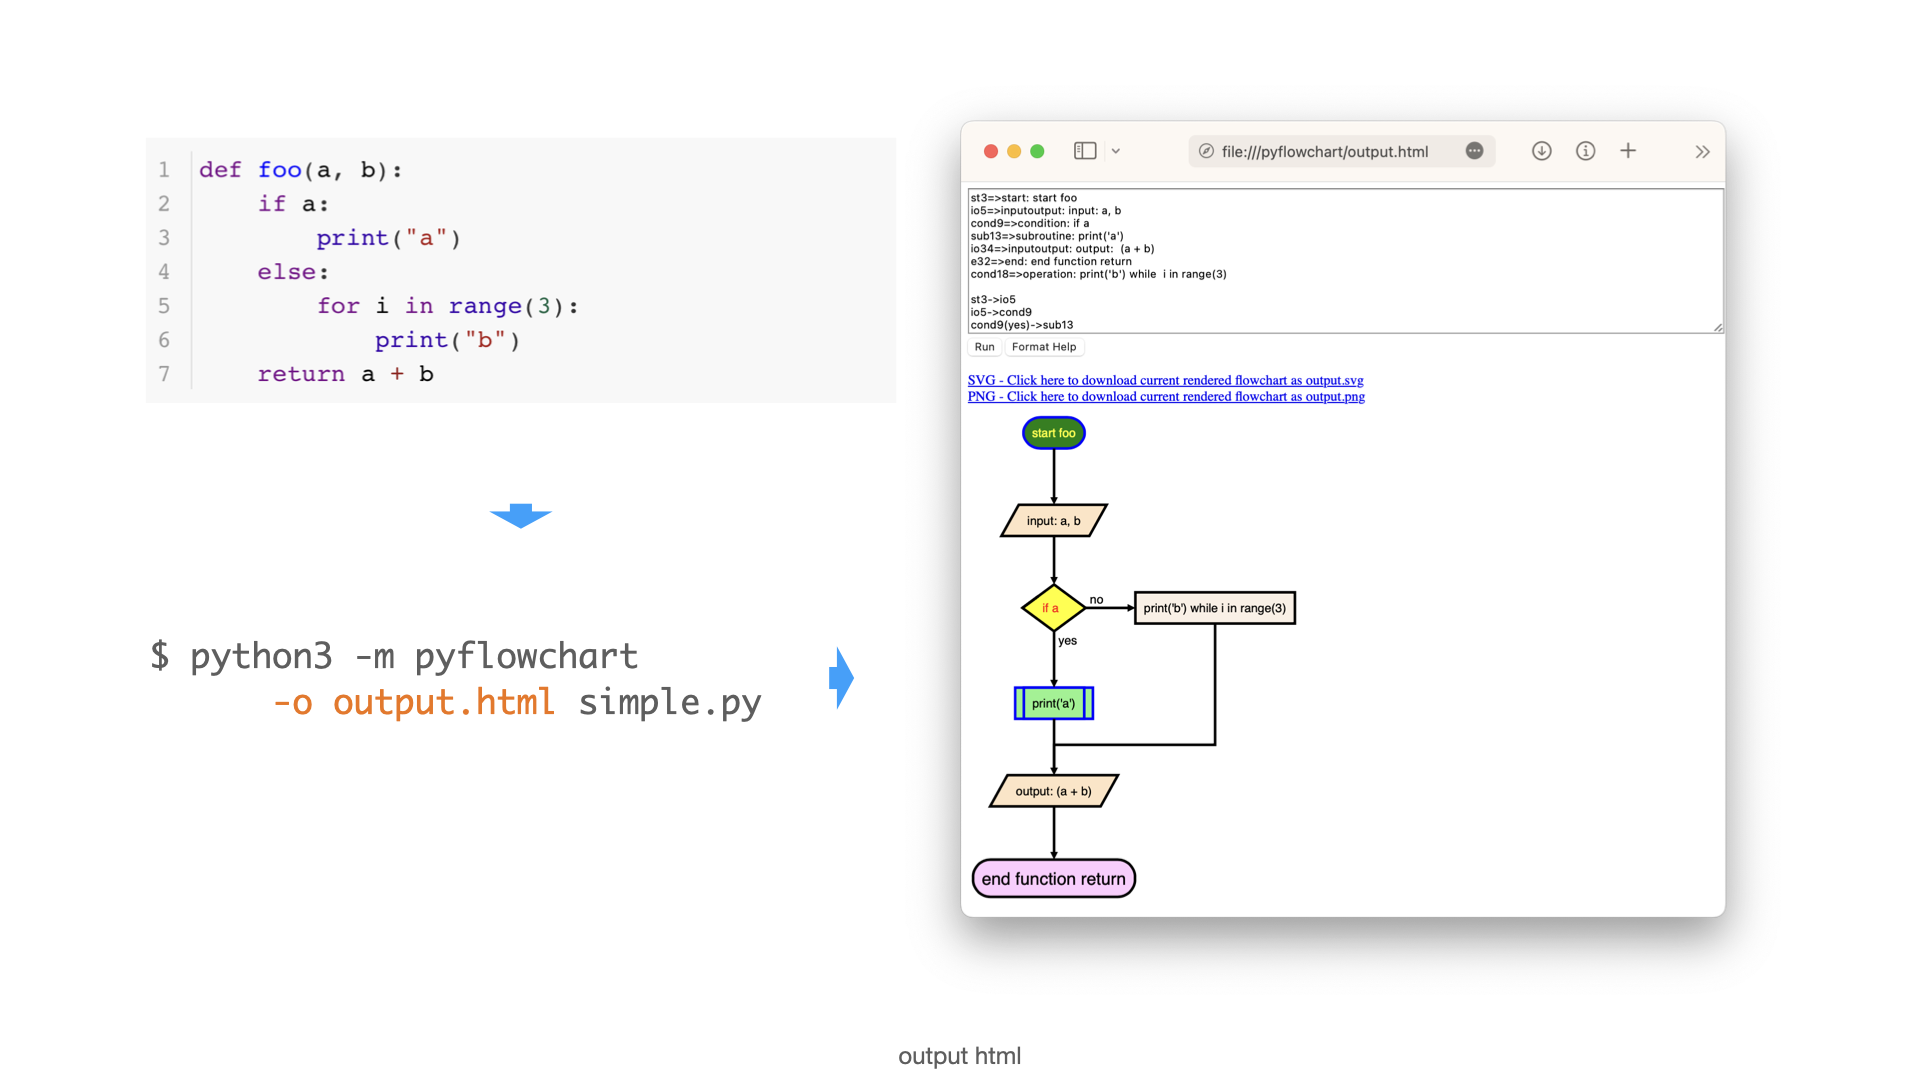 1 def foo(a, b):
2     if a:
3         print("a")
4     else:
5         for i in range(3):
6             print("b")
7     return a + b
$ python3 -m pyflowchart
-o output.html simple.py
file:///pyflowchart/output.html
st3=>start: start foo
io5=>inputoutput: input: a, b
cond9=>condition: if a
sub13=>subroutine: print('a')
io34=>inputoutput: output:  (a + b)
e32=>end: end function return
cond18=>operation: print('b') while  i in range(3)
st3->io5
io5->cond9
cond9(yes)->sub13
Run
Format Help
SVG - Click here to download current rendered flowchart as output.svg
PNG - Click here to download current rendered flowchart as output.png
start foo
input: a, b
if a
no
print('b') while i in range(3)
yes
print('a')
output: (a + b)
end function return
output html